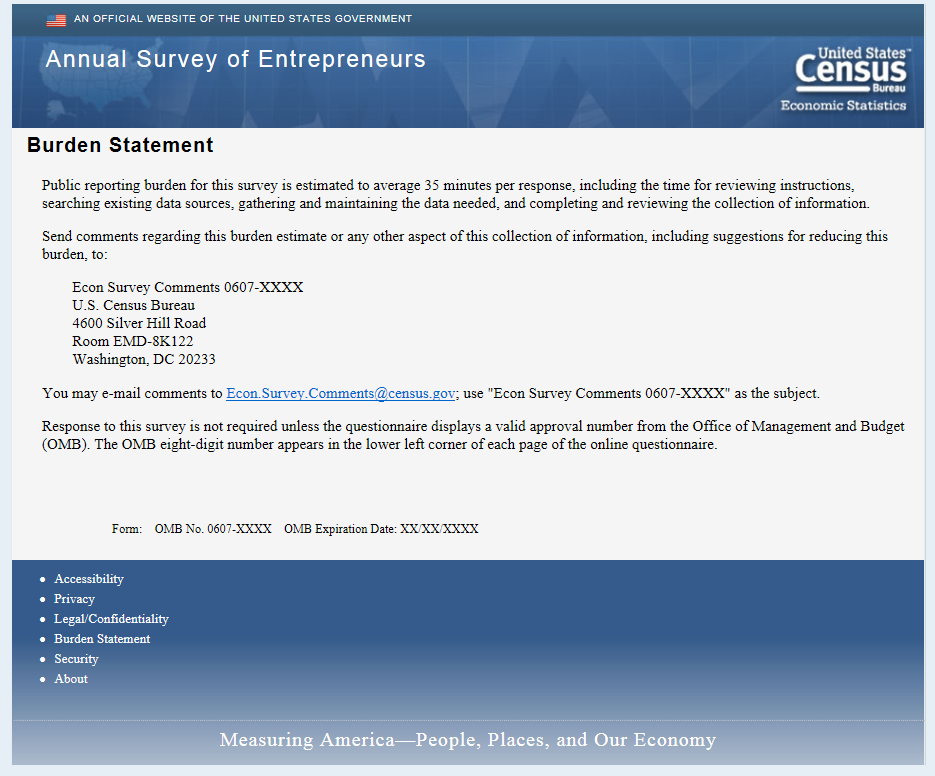 AN OFFICIAL WEBSITE OF THE UNITED STATES GOVERNMENT
Annual Survey of Entrepreneurs
United States™
Census
Bureau
Economic Statistics
Burden Statement
Public reporting burden for this survey is estimated to average 35 minutes per response, including the time for reviewing instructions,
searching existing data sources, gathering and maintaining the data needed, and completing and reviewing the collection of information.
Send comments regarding this burden estimate or any other aspect of this collection of information, including suggestions for reducing this
burden, to:
Econ Survey Comments 0607-XXXX
U.S. Census Bureau
4600 Silver Hill Road
Room EMD-8K122
Washington, DC 20233
You may e-mail comments to Econ.Survey.Comments@census.gov; use "Econ Survey Comments 0607-XXXX" as the subject.
Response to this survey is not required unless the questionnaire displays a valid approval number from the Office of Management and Budget
(OMB). The OMB eight-digit number appears in the lower left corner of each page of the online questionnaire.
Form: OMB No. 0607-XXXX OMB Expiration Date: XX/XX/XXXX
Accessibility
Privacy
Legal/Confidentiality
Burden Statement
Security
About
Measuring America—People, Places, and Our Economy